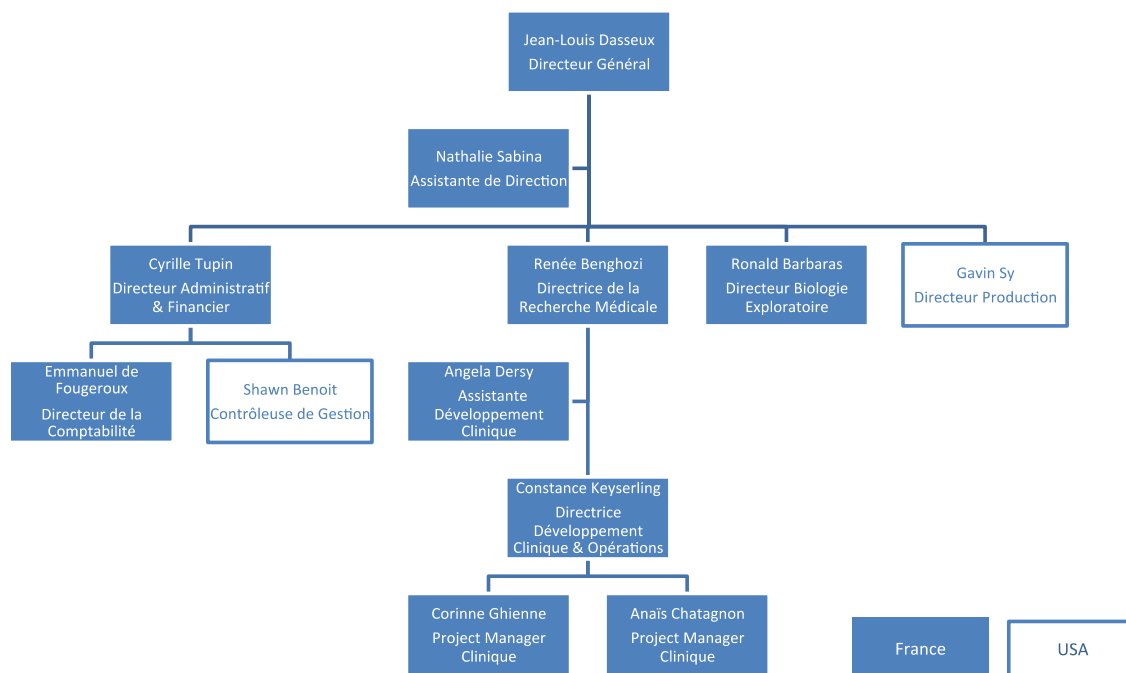 Jean-Louis Dasseux
Directeur Général
Nathalie Sabina
Assistante de Direction
Cyrille Tupin
Directeur Administratif
& Financier
Renée Benghozi
Directrice de la
Recherche Médicale
Ronald Barbaras
Directeur Biologie
Exploratoire
Gavin Sy
Directeur Production
Emmanuel de
Fougeroux
Directeur de la
Comptabilité
Shawn Benoit
Contrôleuse de Gestion
Angela Dersy
Assistante
Développement
Clinique
Constance Keyserling
Directrice
Développement
Clinique & Opérations
Corinne Ghienne
Project Manager
Clinique
Anaïs Chatagnon
Project Manager
Clinique
France
USA